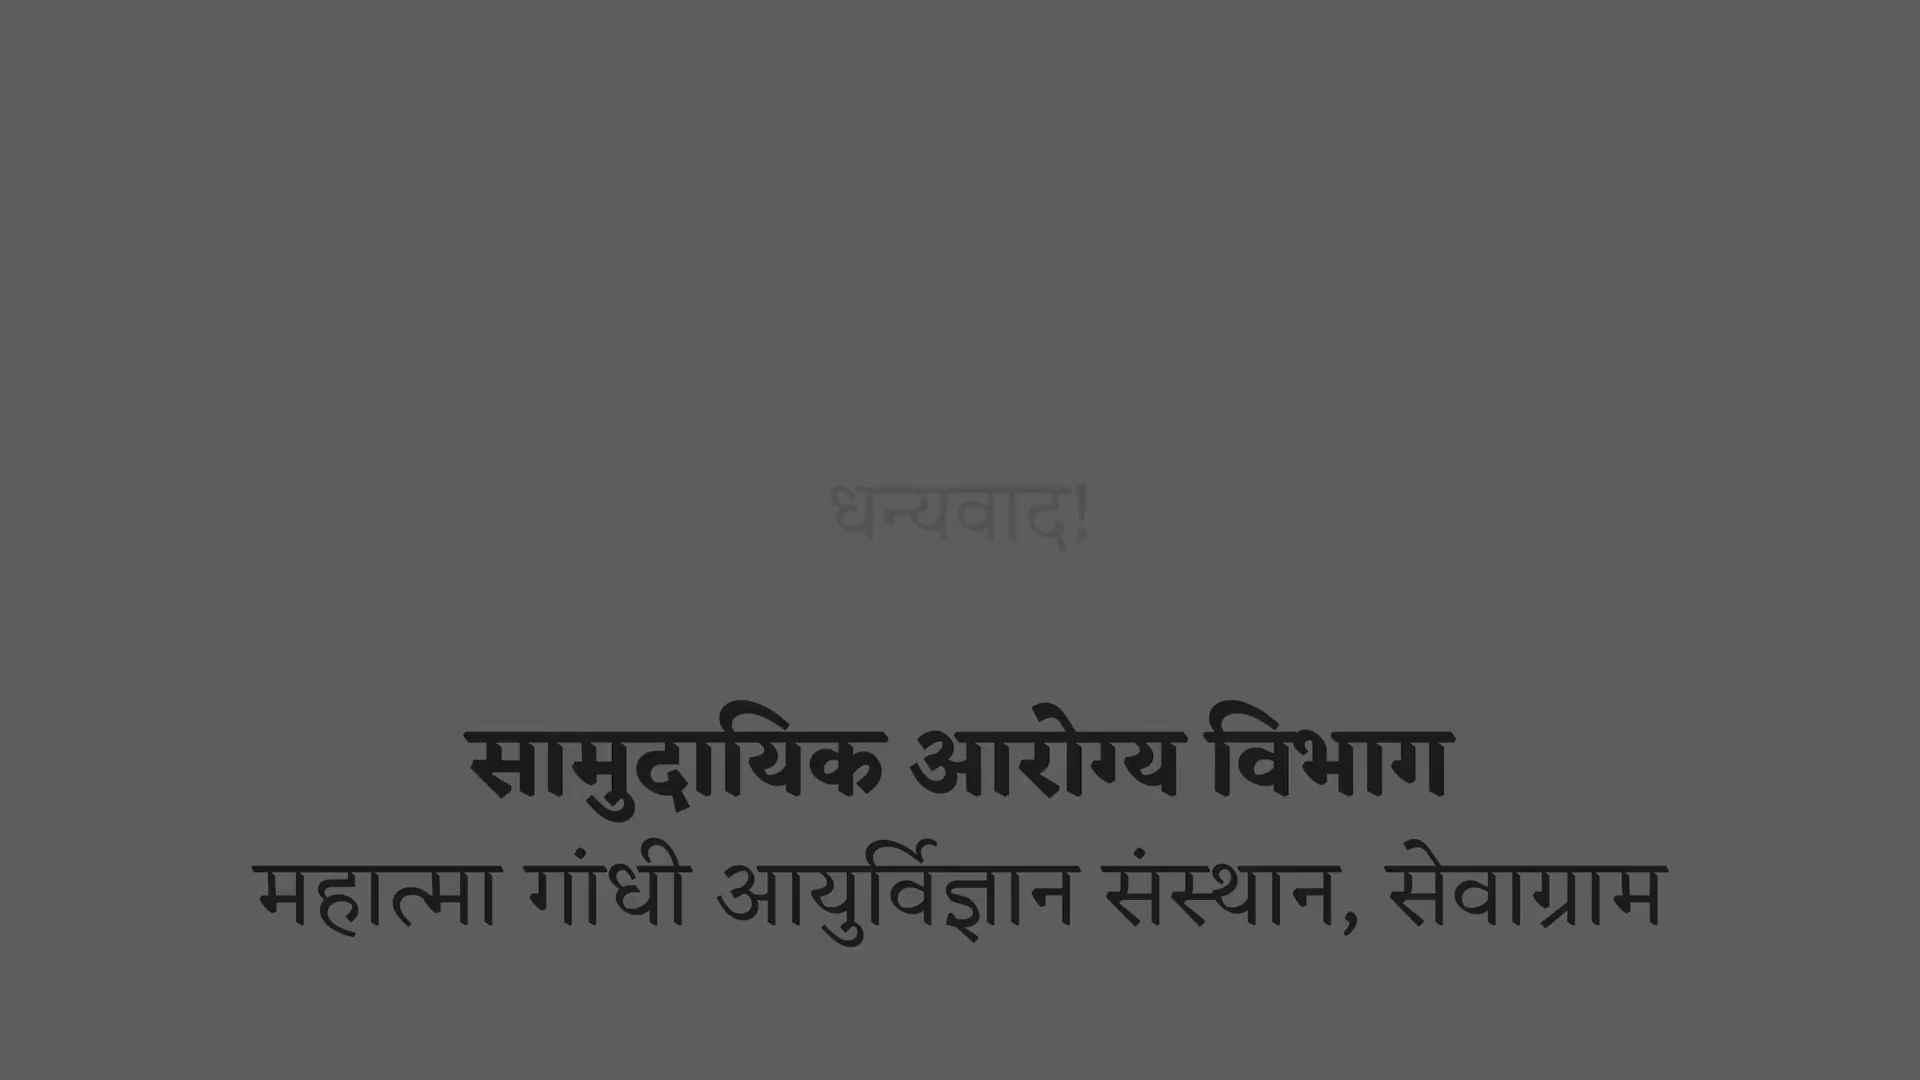 धन्यवाद!
सामुदायिक आरोग्य विभाग
महात्मा गांधी आयुर्विज्ञान संस्थान, सेवाग्राम